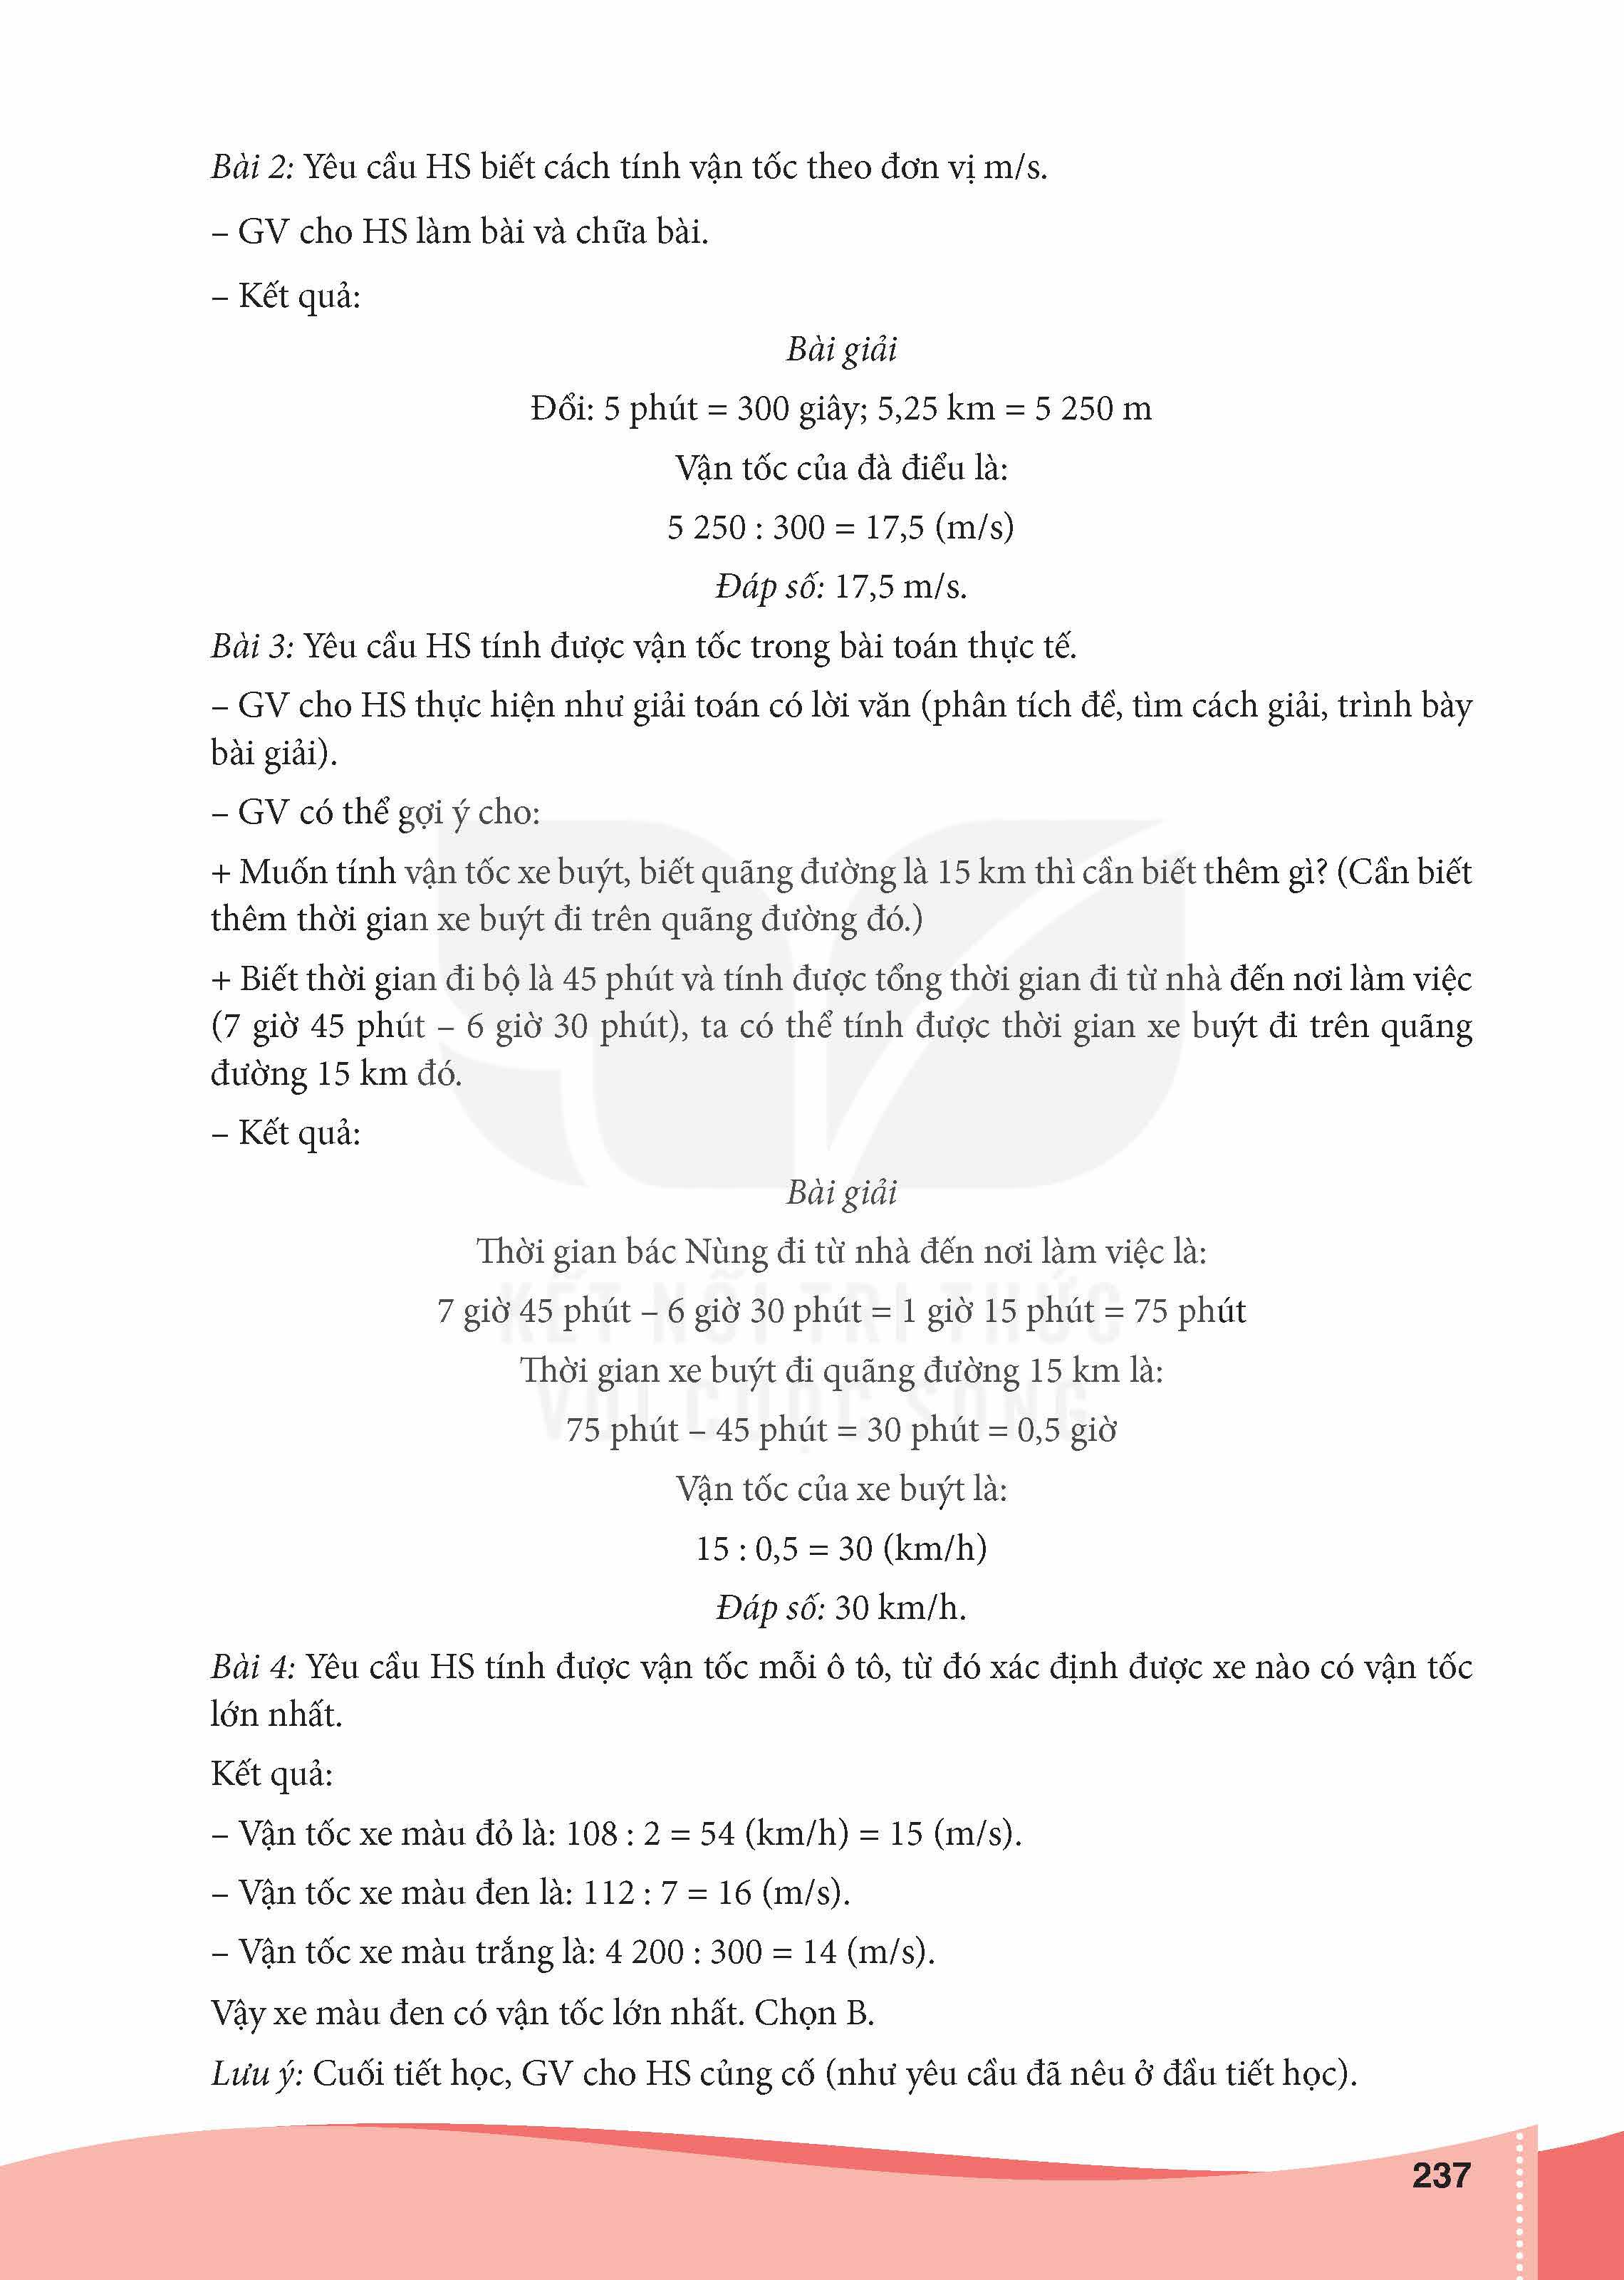 Bài 2: Yêu cầu HS biết cách tính vận tốc theo đơn vị m/s.
– GV cho HS làm bài và chữa bài.
– Kết quả:
Bài giải
Đổi: 5 phút = 300 giây; 5,25 km = 5 250 m
Vận tốc của đà điểu là:
5 250 : 300 = 17,5 (m/s)
Đáp số: 17,5 m/s.
Bài 3: Yêu cầu HS tính được vận tốc trong bài toán thực tế.
– GV cho HS thực hiện như giải toán có lời văn (phân tích đề, tìm cách giải, trình bày
bài giải).
– GV có thể gợi ý cho:
+ Muốn tính vận tốc xe buýt, biết quãng đường là 15 km thì cần biết thêm gì? (Cần biết
thêm thời gian xe buýt đi trên quãng đường đó.)
+ Biết thời gian đi bộ là 45 phút và tính được tổng thời gian đi từ nhà đến nơi làm việc
(7 giờ 45 phút – 6 giờ 30 phút), ta có thể tính được thời gian xe buýt đi trên quãng
đường 15 km đó.
– Kết quả:
Bài giải
Thời gian bác Nùng đi từ nhà đến nơi làm việc là:
KẾT NỐI TRI THỨC
7 giờ 45 phút – 6 giờ 30 phút = 1 giờ 15 phút = 75 phút
Thời gian xe buýt đi quãng đường 15 km là:
VỚI CUỘC SỐNG
75 phút – 45 phút = 30 phút = 0,5 giờ
Vận tốc của xe buýt là:
15 : 0,5 = 30 (km/h)
Đáp số: 30 km/h.
Bài 4: Yêu cầu HS tính được vận tốc mỗi ô tô, từ đó xác định được xe nào có vận tốc
lớn nhất.
Kết quả:
– Vận tốc xe màu đỏ là: 108 : 2 = 54 (km/h) = 15 (m/s).
– Vận tốc xe màu đen là: 112 : 7 = 16 (m/s).
– Vận tốc xe màu trắng là: 4 200 : 300 = 14 (m/s).
Vậy xe màu đen có vận tốc lớn nhất. Chọn B.
Lưu ý: Cuối tiết học, GV cho HS củng cố (như yêu cầu đã nêu ở đầu tiết học).
237